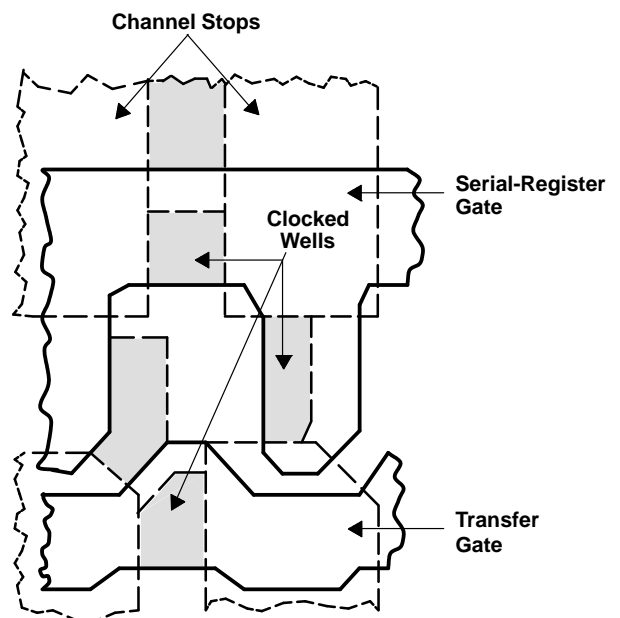 Channel Stops
Serial-Register
Gate
Clocked
Wells
Transfer
Gate